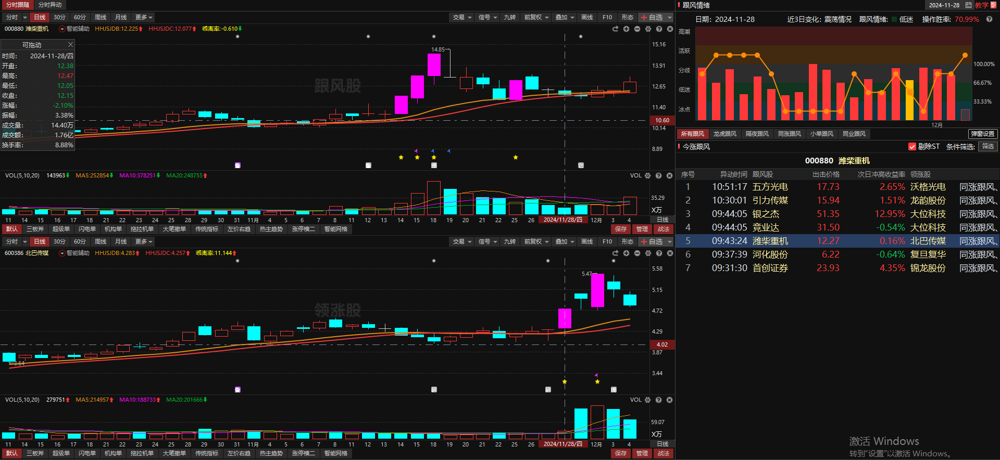 分时跟随 分时异动
分时 日线 30分 60分 周线 月线 更多 交易 信号 九转 前复权 叠加 画线 F10 形态 自选
000880 潍柴重机 智能辅助 HHJSJDB:12.225 HHJSJDC:12.077 乖离率:-0.610
可拖动
时间: 2024-11-28/四
开盘: 12.38
最高: 12.47
最低: 12.05
收盘: 12.15
涨幅: -2.10%
振幅: 3.38%
成交量: 14.40万
成交额: 1.76亿
换手率: 8.88%
跟风股
14.85
15.16
13.91
12.65
11.40
10.60
10.14
8.89
VOL(5,10,20) 143963 MA5:252854 MA10:378251 MA20:248755 VOL
35.29
X万
11 14 15 16 17 18 21 22 23 24 25 28 29 30 31 11月 4 5 6 7 8 11 12 13 14 15 18 19 20 21 22 25 26 2024/11/28/四 12月 3 4 日线
默认 三板斧 超级单 闪电单 机构单 拖拉机单 大笔撤单 传统指标 左价右趋 热主趋势 涨停横二 智能网格 保存 管理 战法
分时 日线 30分 60分 周线 月线 更多 交易 信号 九转 前复权 叠加 画线 F10 形态 自选
600386 北巴传媒 智能辅助 HHJSJDB:4.283 HHJSJDC:4.257 乖离率:11.144
领涨股
5.47
3.64
5.58
5.15
4.72
4.29
4.02
3.87
3.44
VOL(5,10,20) 279751 MA5:214957 MA10:188733 MA20:201666 VOL
59.07
X万
11 14 15 16 17 18 21 22 23 24 25 28 29 30 31 11月 4 5 6 7 8 11 12 13 14 15 18 19 20 21 22 25 26 2024/11/28/四 12月 3 4 日线
默认 三板斧 超级单 闪电单 机构单 拖拉机单 大笔撤单 传统指标 左价右趋 热主趋势 涨停横二 智能网格 保存 管理 战法
跟风情绪 2024-11-28 教学
日期: 2024-11-28 近3日变化: 震荡情况 跟风情绪: 低迷 操作胜率: 70.99%
高潮
活跃
分歧
低迷
冰点
100.00%
66.67%
33.33%
12月
所有跟风 龙虎跟风 隔夜跟风 同涨跟风 小单跟风 同业跟风 弹窗设置
今涨跟风 剔除ST 条件筛选: 筛选
000880 潍柴重机
序号 异动时间 跟风股 出击价格 次日冲高收益率 领涨股
1 10:51:17 五方光电 17.73 2.65% 沃格光电 同涨跟风、
2 10:30:01 引力传媒 15.94 1.51% 龙韵股份 同涨跟风、
3 09:44:05 银之杰 51.35 12.95% 大位科技 同涨跟风、
4 09:44:05 竞业达 31.50 -0.54% 大位科技 同涨跟风、
5 09:43:24 潍柴重机 12.27 0.16% 北巴传媒 同涨跟风、
6 09:37:39 河化股份 6.22 -0.64% 复旦复华 同涨跟风、
7 09:31:30 首创证券 23.93 4.35% 锦龙股份 同涨跟风、
激活 Windows
转到"设置"以激活 Windows。